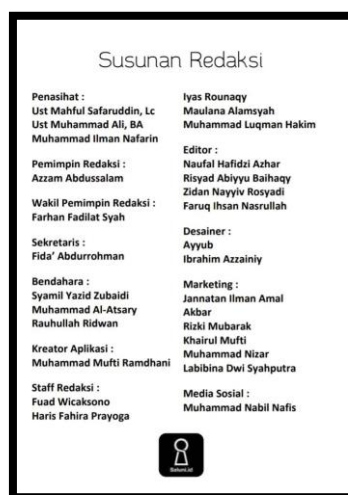 Susunan Redaksi
Penasihat :
Ust Mahful Safaruddin, Lc
Ust Muhammad Ali, BA
Muhammad Ilman Nafarin
Pemimpin Redaksi :
Azzam Abdussalam
Wakil Pemimpin Redaksi :
Farhan Fadilat Syah
Sekretaris :
Fida’ Abdurrohman
Bendahara :
Syamil Yazid Zubaidi
Muhammad Al-Atsary
Rauhullah Ridwan
Kreator Aplikasi :
Muhammad Mufti Ramdhani
Staff Redaksi :
Fuad Wicaksono
Haris Fahira Prayoga
Iyas Rounaqy
Maulana Alamsyah
Muhammad Luqman Hakim
Editor :
Naufal Hafidzi Azhar
Risyad Abiyyu Baihaqy
Zidan Nayyiv Rosyadi
Faruq Ihsan Nasrullah
Desainer :
Ayyub
Ibrahim Azzainiy
Marketing :
Jannatan Ilman Amal
Akbar
Rizki Mubarak
Khairul Mufti
Muhammad Nizar
Labibina Dwi Syahputra
Media Sosial :
Muhammad Nabil Nafis